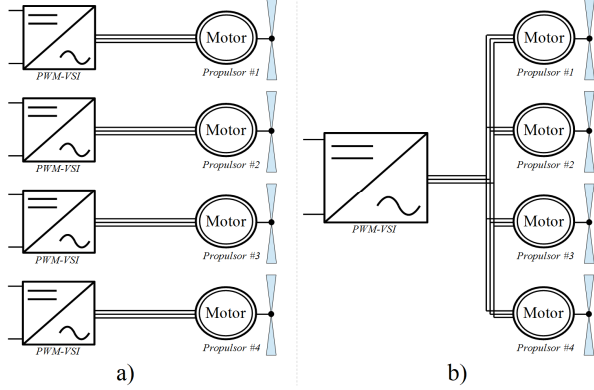 Motor
PWM-VSI
Propulsor #1
Motor
PWM-VSI
Propulsor #2
Motor
PWM-VSI
Propulsor #3
Motor
PWM-VSI
Propulsor #4
a)
Motor
Propulsor #1
Motor
Propulsor #2
PWM-VSI
Motor
Propulsor #3
Motor
Propulsor #4
b)